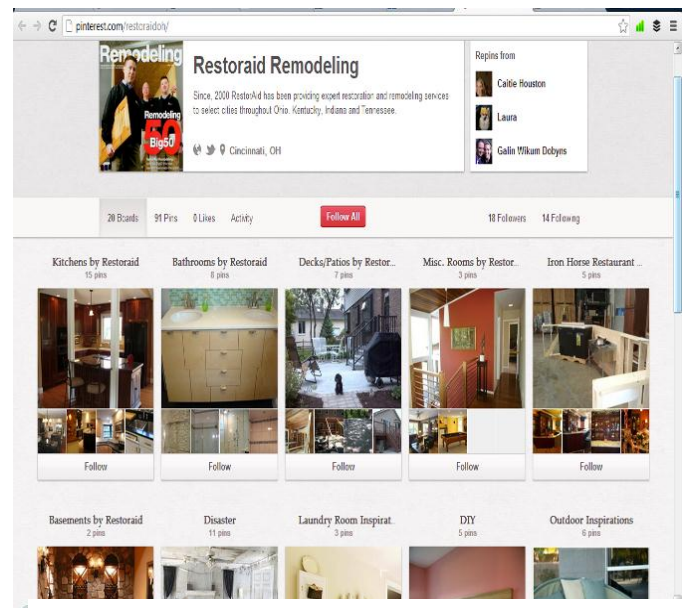 pinterest.com/restoraidoh/
Remodeling
Remodeling
50
Big50
Restoraid Remodeling
Since, 2000 RestorAid has been providing expert restoration and remodeling services
to select cities throughout Ohio, Kentucky, Indiana and Tennessee.
Cincinnati, OH
Repins from
Caitie Houston
Laura
Galin Wikum Dobyns
20 Boards 91 Pins 0 Likes Activity Follow All 18 Followers 14 Following
Kitchens by Restoraid Bathrooms by Restoraid Decks/Patios by Restor... Misc. Rooms by Restor... Iron Horse Restaurant ...
15 pins 8 pins 7 pins 3 pins 5 pins
Follow Follow Follow Follow Follow
Basements by Restoraid Disaster Laundry Room Inspirat... DIY Outdoor Inspirations
2 pins 11 pins 3 pins 5 pins 6 pins